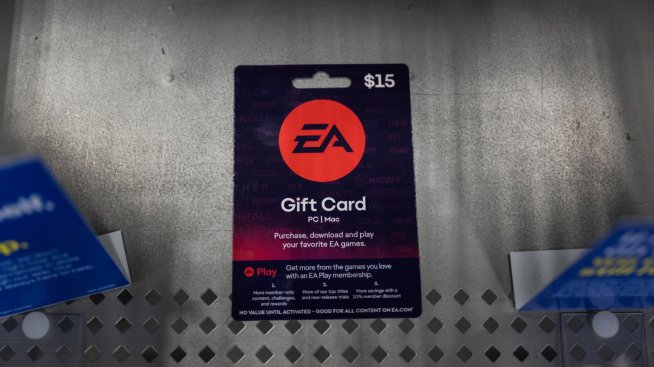 $15
EA
Gift Card
PC | Mac
Purchase, download and play
your favorite EA games.
EA Play
Get more from the games you love
with an EA Play membership.
1.
More member-only
content, challenges,
and rewards
2.
More of our top titles
and new-release trials
3.
More savings with a
10% member discount
NO VALUE UNTIL ACTIVATED - GOOD FOR ALL CONTENT ON EA.COM*